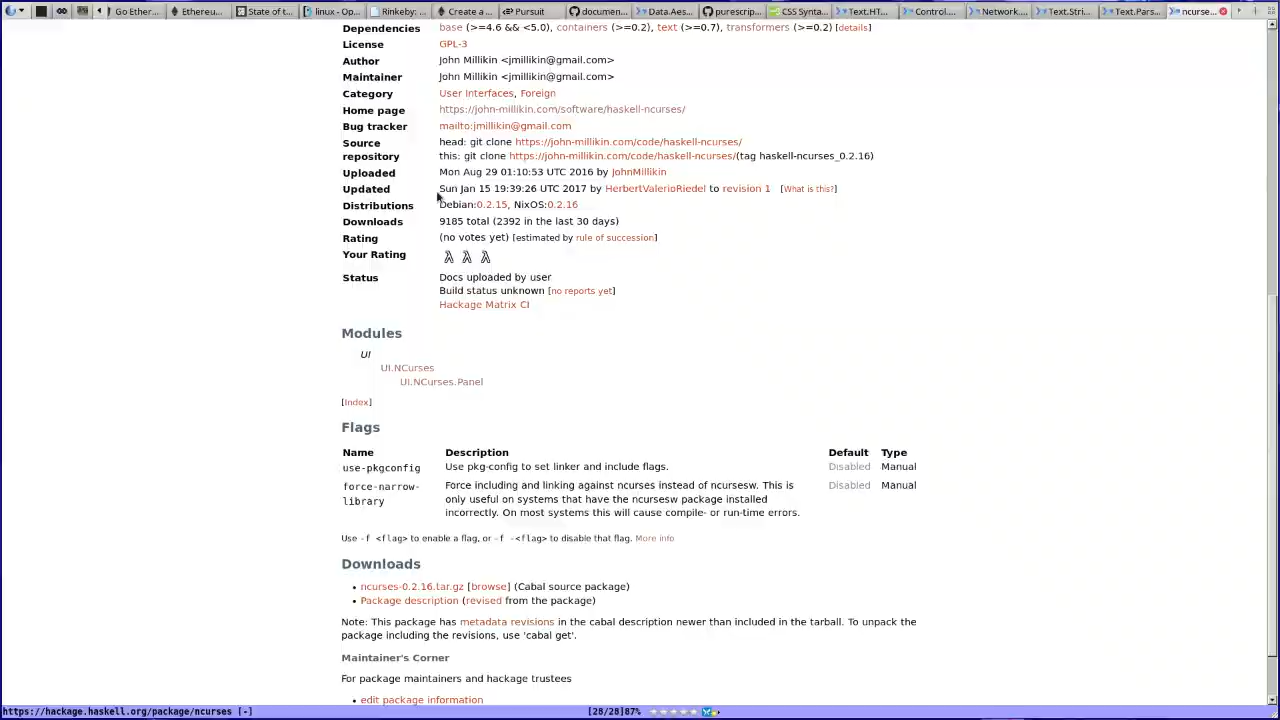 Go Ether... Ethereu... State of t... linux - Op... Rinkeby: ... Create a ... Pursuit documen... Data.Aes... purescrip... CSS Synta... Text.HT... Control.... Network.... Text.Stri... Text.Pars... ncurse...
Dependencies base (>=4.6 && <5.0), containers (>=0.2), text (>=0.7), transformers (>=0.2) [details]
License GPL-3
Author John Millikin <jmillikin@gmail.com>
Maintainer John Millikin <jmillikin@gmail.com>
Category User Interfaces, Foreign
Home page https://john-millikin.com/software/haskell-ncurses/
Bug tracker mailto:jmillikin@gmail.com
Source head: git clone https://john-millikin.com/code/haskell-ncurses/
repository this: git clone https://john-millikin.com/code/haskell-ncurses/(tag haskell-ncurses_0.2.16)
Uploaded Mon Aug 29 01:10:53 UTC 2016 by JohnMillikin
Updated Sun Jan 15 19:39:26 UTC 2017 by HerbertValerioRiedel to revision 1 [What is this?]
Distributions Debian:0.2.15, NixOS:0.2.16
Downloads 9185 total (2392 in the last 30 days)
Rating (no votes yet) [estimated by rule of succession]
Your Rating λ λ λ
Status Docs uploaded by user
Build status unknown [no reports yet]
Hackage Matrix CI
Modules
UI
UI.NCurses
UI.NCurses.Panel
[Index]
Flags
Name Description Default Type
use-pkgconfig Use pkg-config to set linker and include flags. Disabled Manual
force-narrow- Force including and linking against ncurses instead of ncursesw. This is Disabled Manual
library only useful on systems that have the ncursesw package installed
incorrectly. On most systems this will cause compile- or run-time errors.
Use -f <flag> to enable a flag, or -f -<flag> to disable that flag. More info
Downloads
• ncurses-0.2.16.tar.gz [browse] (Cabal source package)
• Package description (revised from the package)
Note: This package has metadata revisions in the cabal description newer than included in the tarball. To unpack the
package including the revisions, use 'cabal get'.
Maintainer's Corner
For package maintainers and hackage trustees
• edit package information
https://hackage.haskell.org/package/ncurses [-] [28/28]87%